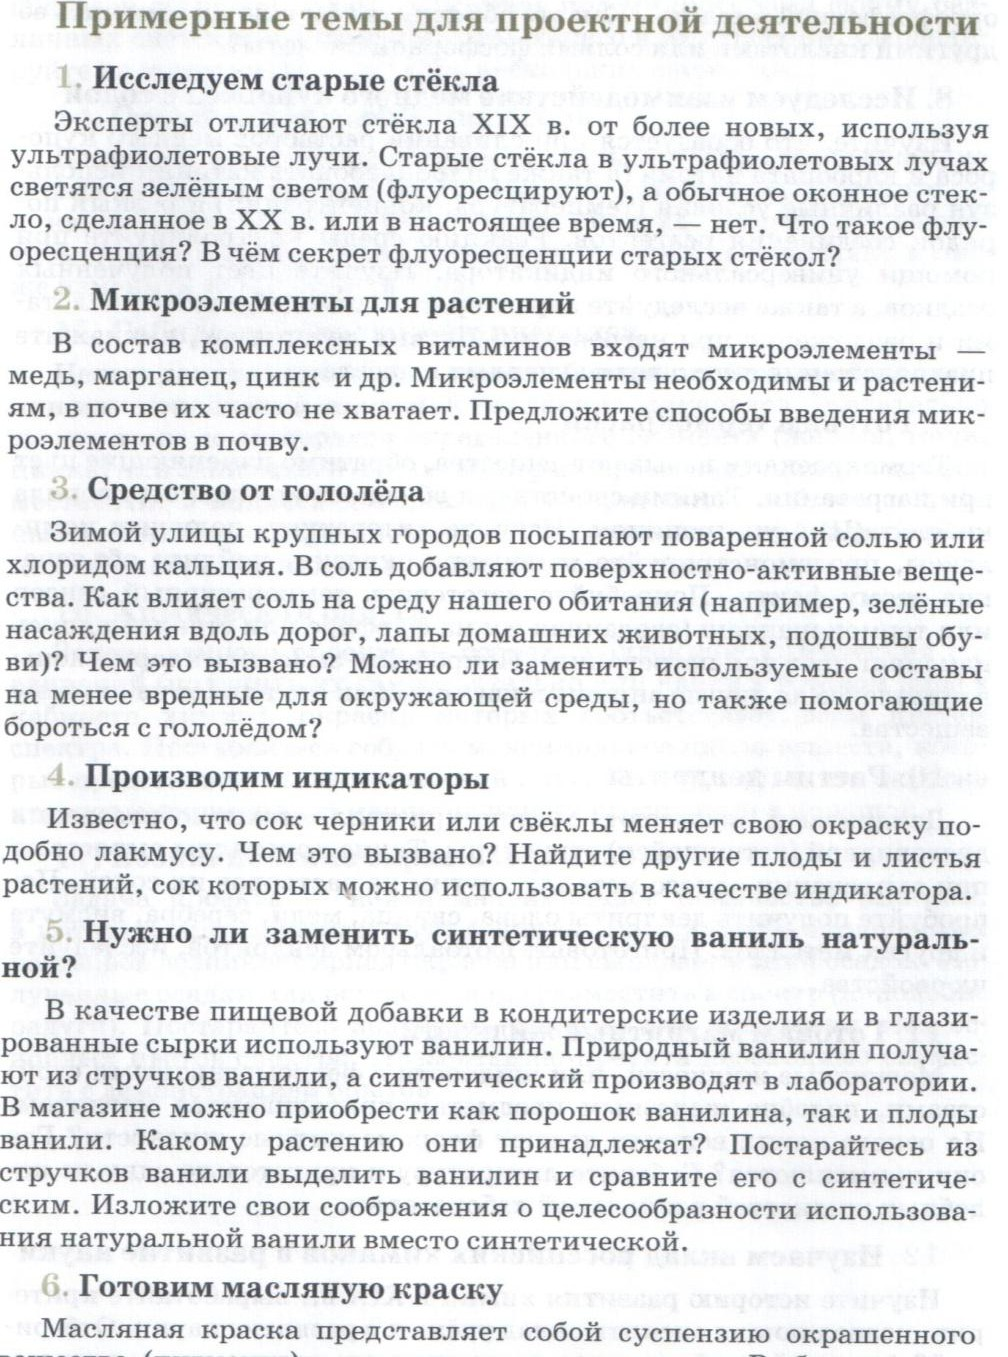 Примерные темы для проектной деятельности
1. Исследуем старые стёкла
Эксперты отличают стёкла XIX в. от более новых, используя
ультрафиолетовые лучи. Старые стёкла в ультрафиолетовых лучах
светятся зелёным светом (флуоресцируют), а обычное оконное стек-
ло, сделанное в XX в. или в настоящее время, — нет. Что такое флу-
оресценция? В чём секрет флуоресценции старых стёкол?
2. Микроэлементы для растений
В состав комплексных витаминов входят микроэлементы —
медь, марганец, цинк и др. Микроэлементы необходимы и растени-
ям, в почве их часто не хватает. Предложите способы введения мик-
роэлементов в почву.
3. Средство от гололёда
Зимой улицы крупных городов посыпают поваренной солью или
хлоридом кальция. В соль добавляют поверхностно-активные веще-
ства. Как влияет соль на среду нашего обитания (например, зелёные
насаждения вдоль дорог, лапы домашних животных, подошвы обу-
ви)? Чем это вызвано? Можно ли заменить используемые составы
на менее вредные для окружающей среды, но также помогающие
бороться с гололёдом?
4. Производим индикаторы
Известно, что сок черники или свёклы меняет свою окраску по-
добно лакмусу. Чем это вызвано? Найдите другие плоды и листья
растений, сок которых можно использовать в качестве индикатора.
5. Нужно ли заменить синтетическую ваниль натураль-
ной?
В качестве пищевой добавки в кондитерские изделия и в глази-
рованные сырки используют ванилин. Природный ванилин получа-
ют из стручков ванили, а синтетический производят в лаборатории.
В магазине можно приобрести как порошок ванилина, так и плоды
ванили. Какому растению они принадлежат? Постарайтесь из
стручков ванили выделить ванилин и сравните его с синтетиче-
ским. Изложите свои соображения о целесообразности использова-
ния натуральной ванили вместо синтетической.
6. Готовим масляную краску
Масляная краска представляет собой суспензию окрашенного